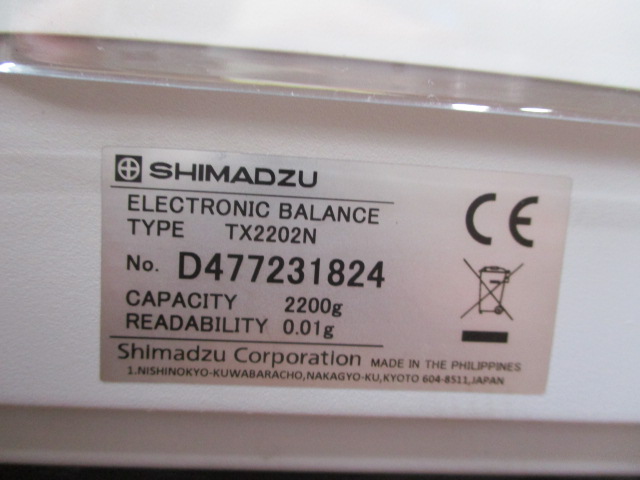 SHIMADZU
ELECTRONIC BALANCE
TYPE TX2202N
No. D477231824
CAPACITY 2200g
READABILITY 0.01g
CE
Shimadzu Corporation MADE IN THE PHILIPPINES
1.NISHINOKYO-KUWABARACHO,NAKAGYO-KU,KYOTO 604-8511,JAPAN